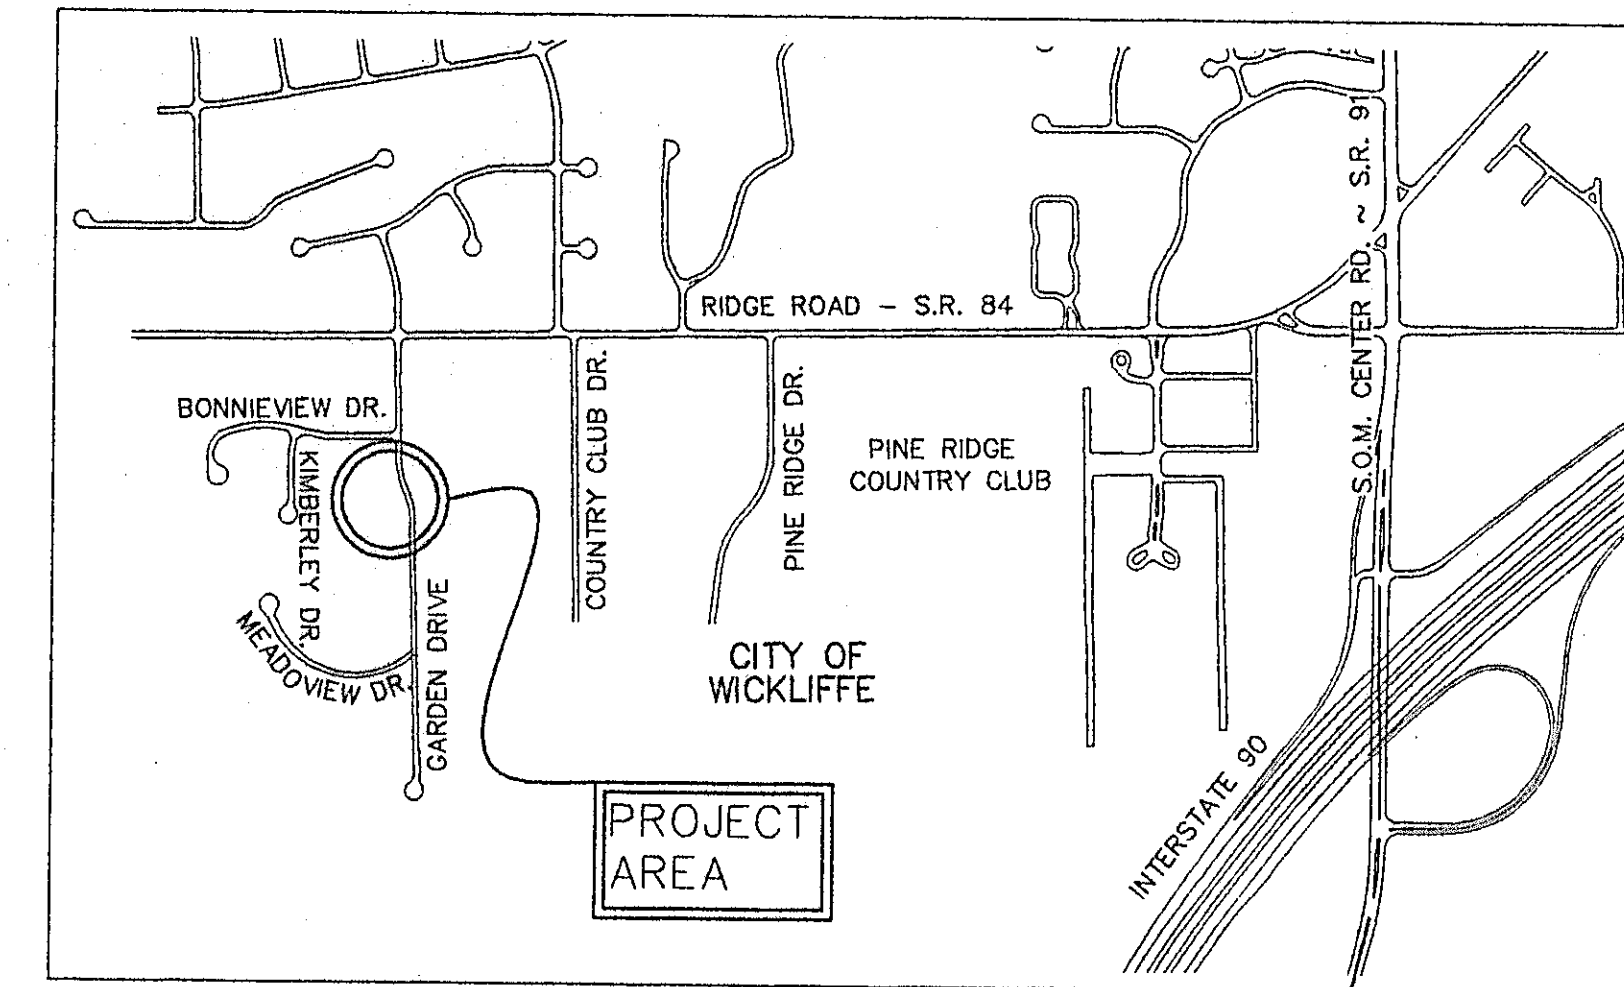 RIDGE ROAD - S.R. 84
S.O.M. CENTER RD. ~ S.R. 91
BONNIEVIEW DR.
KIMBERLEY DR.
MEADOVIEW DR.
GARDEN DRIVE
COUNTRY CLUB DR.
PINE RIDGE DR.
PINE RIDGE
COUNTRY CLUB
CITY OF
WICKLIFFE
INTERSTATE 90
PROJECT
AREA